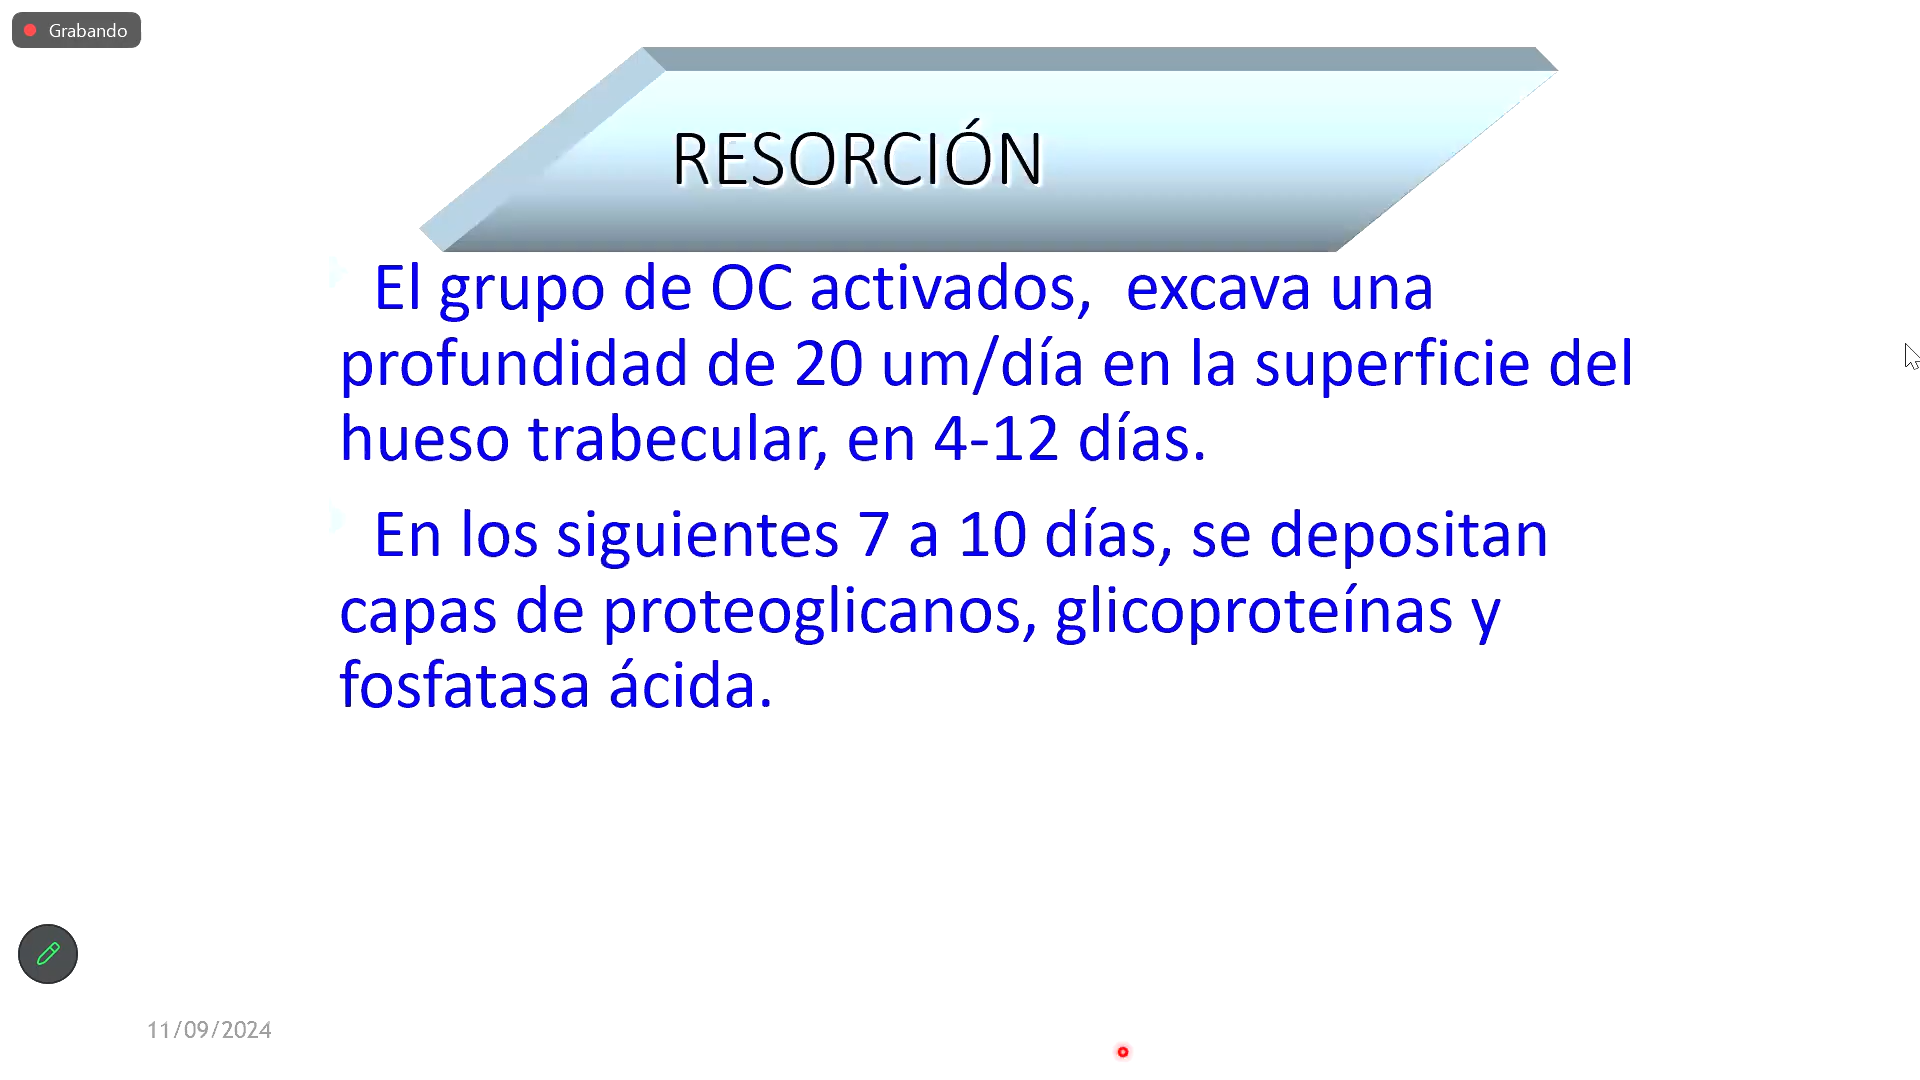 Grabando
RESORCIÓN
El grupo de OC activados, excava una
profundidad de 20 um/día en la superficie del
hueso trabecular, en 4-12 días.
En los siguientes 7 a 10 días, se depositan
capas de proteoglicanos, glicoproteínas y
fosfatasa ácida.
11/09/2024